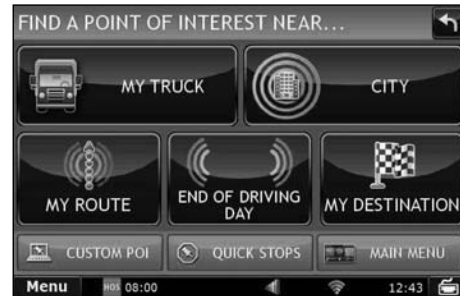 FIND A POINT OF INTEREST NEAR...
MY TRUCK
CITY
MY ROUTE
END OF DRIVING
DAY
MY DESTINATION
CUSTOM POI
QUICK STOPS
MAIN MENU
Menu HOS 08:00 12:43